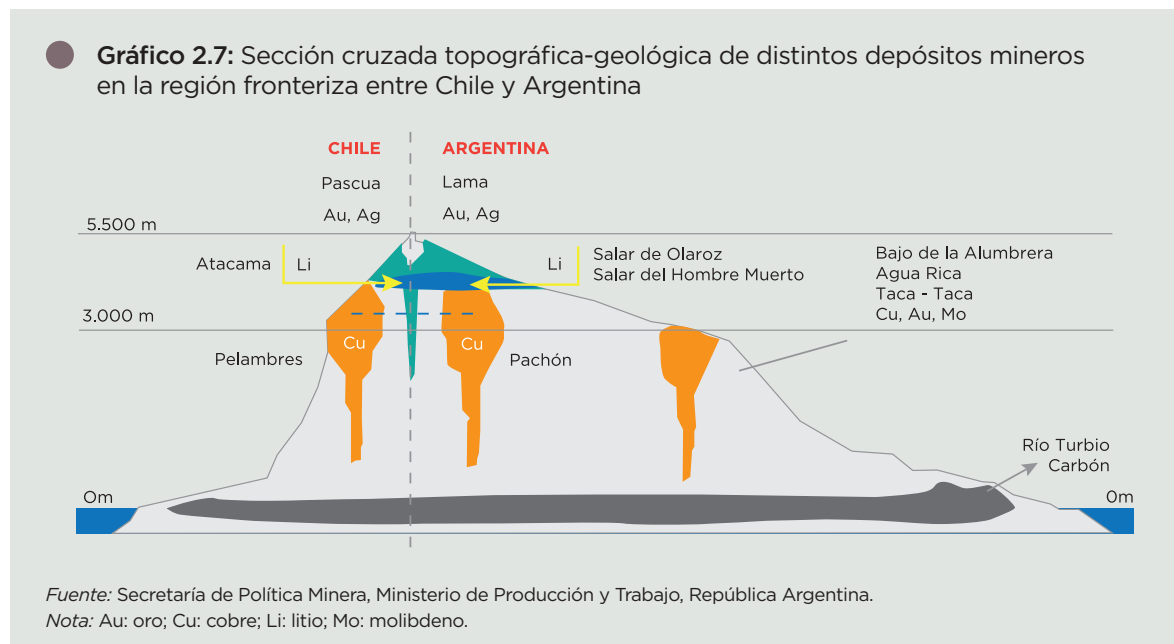 Gráfico 2.7: Sección cruzada topográfica-geológica de distintos depósitos mineros
en la región fronteriza entre Chile y Argentina
CHILE
ARGENTINA
Pascua
Lama
Au, Ag
Au, Ag
5.500 m
Atacama
Li
Li
Salar de Olaroz
Salar del Hombre Muerto
Bajo de la Alumbrera
Agua Rica
Taca - Taca
Cu, Au, Mo
3.000 m
Cu
Cu
Pelambres
Pachón
Río Turbio
Carbón
0m
0m
Fuente: Secretaría de Política Minera, Ministerio de Producción y Trabajo, República Argentina.
Nota: Au: oro; Cu: cobre; Li: litio; Mo: molibdeno.